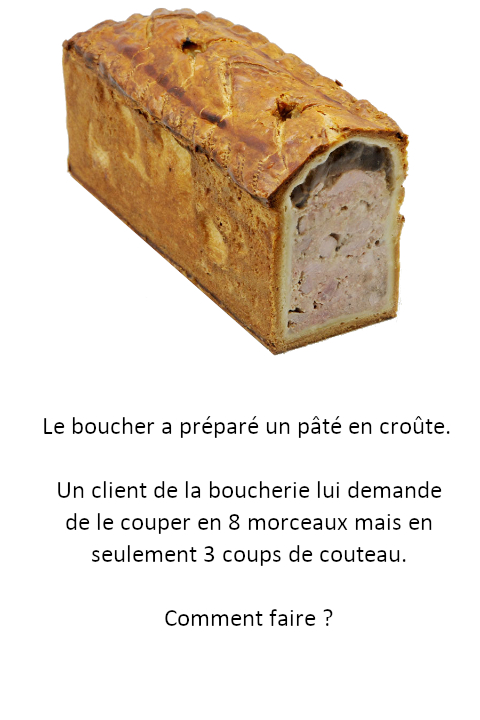 Le boucher a préparé un pâté en croûte.
Un client de la boucherie lui demande
de le couper en 8 morceaux mais en
seulement 3 coups de couteau.
Comment faire ?